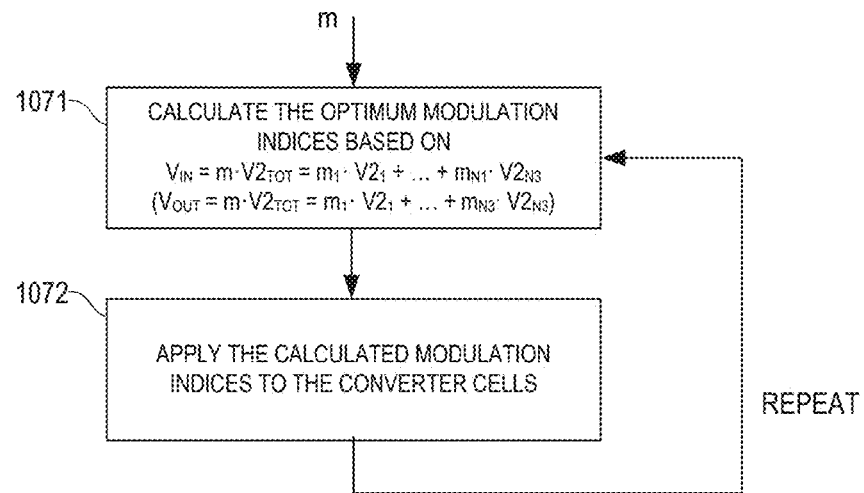 m
1071
CALCULATE THE OPTIMUM MODULATION
INDICES BASED ON
V_IN = m·V2_TOT = m_1· V2_1 + ... + m_N1· V2_N3
(V_OUT = m·V2_TOT = m_1· V2_1 + ... + m_N3· V2_N3)
1072
APPLY THE CALCULATED MODULATION
INDICES TO THE CONVERTER CELLS
REPEAT